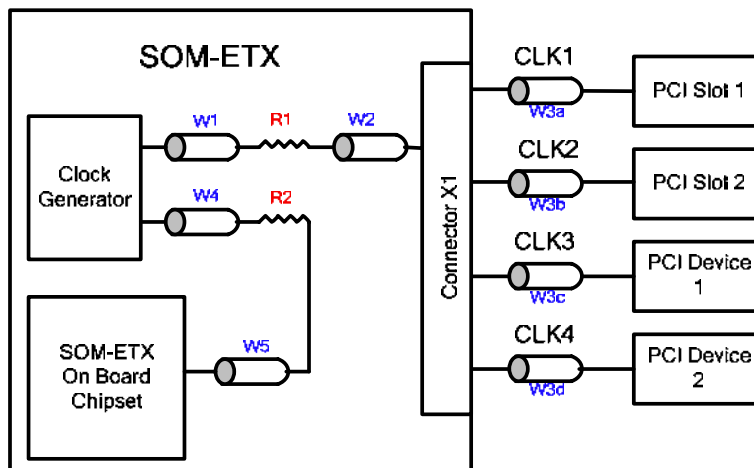 SOM-ETX
Clock
Generator
W1
R1
W2
W4
R2
SOM-ETX
On Board
Chipset
W5
Connector X1
CLK1
W3a
PCI Slot 1
CLK2
W3b
PCI Slot 2
CLK3
W3c
PCI Device
1
CLK4
W3d
PCI Device
2